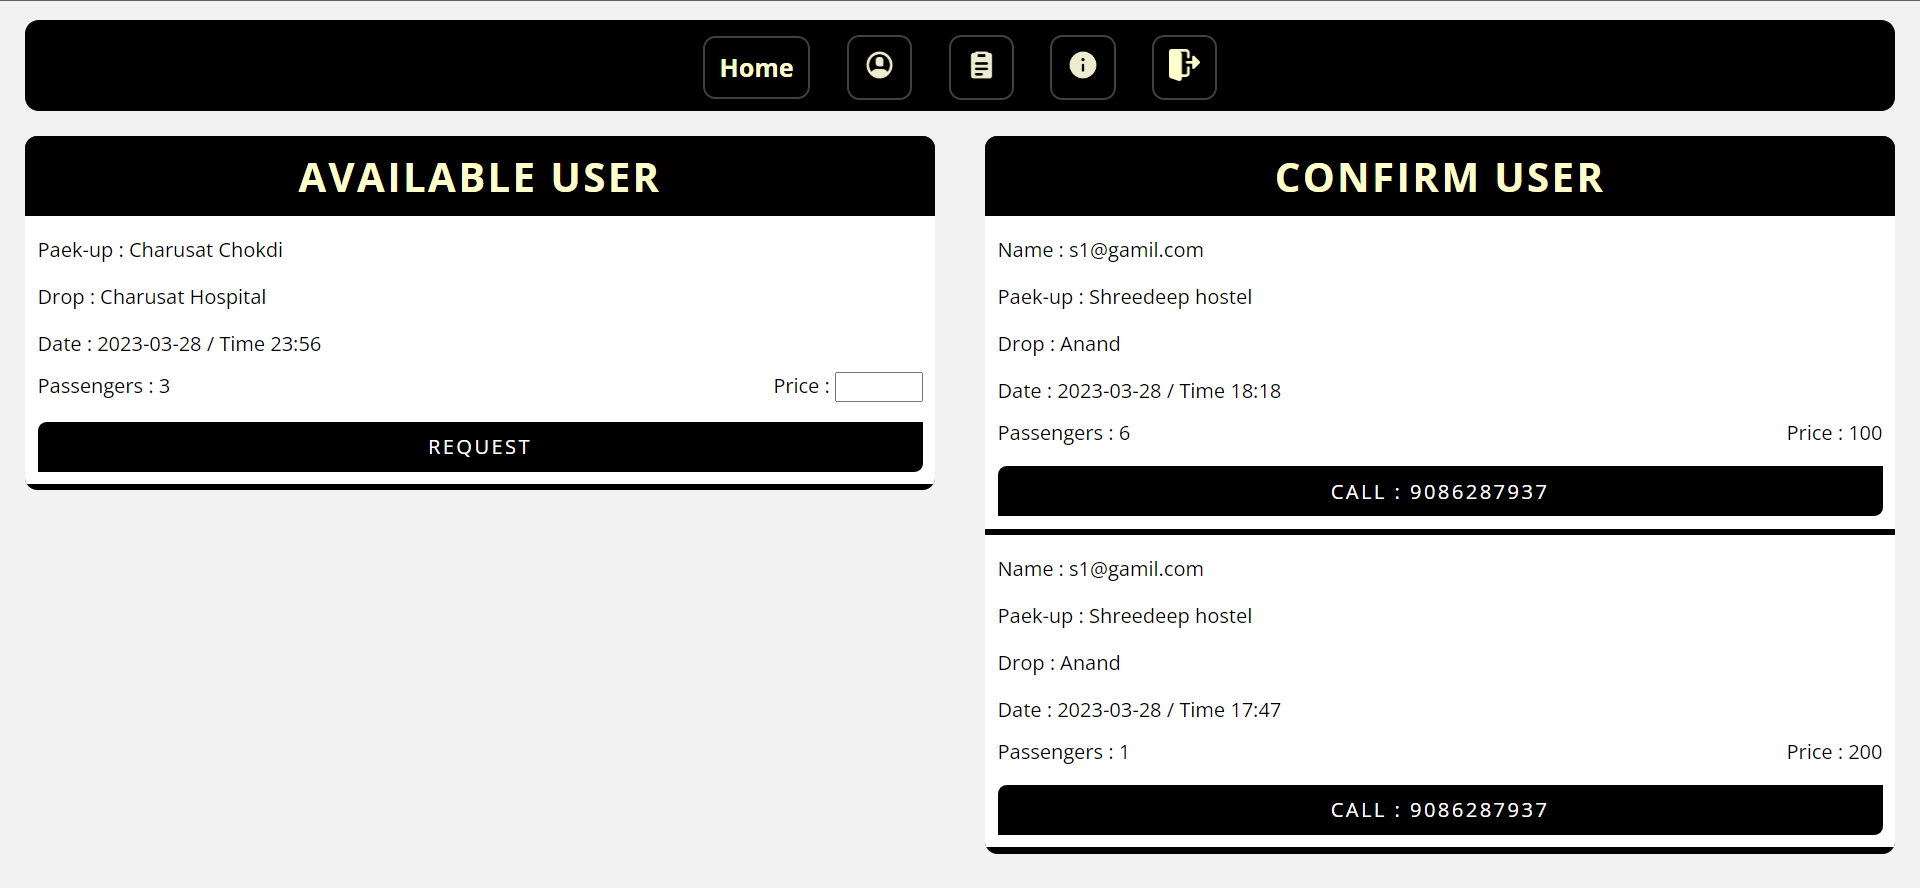 Home
AVAILABLE USER
Paek-up : Charusat Chokdi
Drop : Charusat Hospital
Date : 2023-03-28 / Time 23:56
Passengers : 3 Price :
REQUEST
CONFIRM USER
Name : s1@gamil.com
Paek-up : Shreedeep hostel
Drop : Anand
Date : 2023-03-28 / Time 18:18
Passengers : 6 Price : 100
CALL : 9086287937
Name : s1@gamil.com
Paek-up : Shreedeep hostel
Drop : Anand
Date : 2023-03-28 / Time 17:47
Passengers : 1 Price : 200
CALL : 9086287937